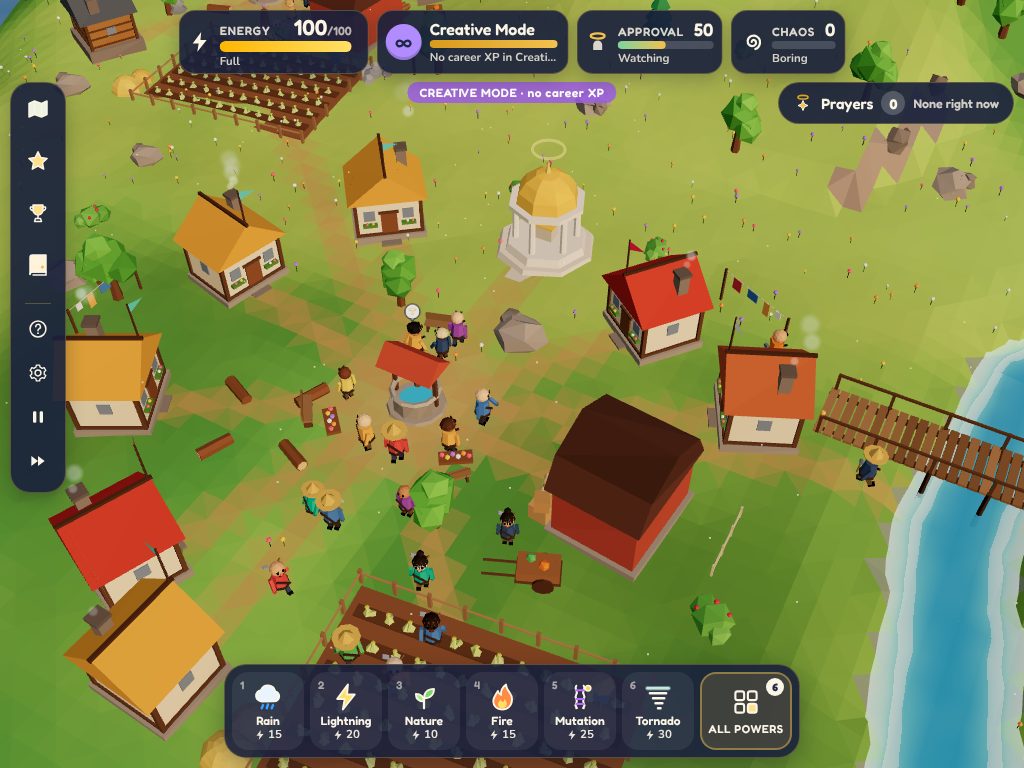 ENERGY 100/100
Full
Creative Mode
No career XP in Creati...
APPROVAL 50
Watching
CHAOS 0
Boring
CREATIVE MODE · no career XP
Prayers 0 None right now
1
Rain
15
2
Lightning
20
3
Nature
10
4
Fire
15
5
Mutation
25
6
Tornado
30
6
ALL POWERS